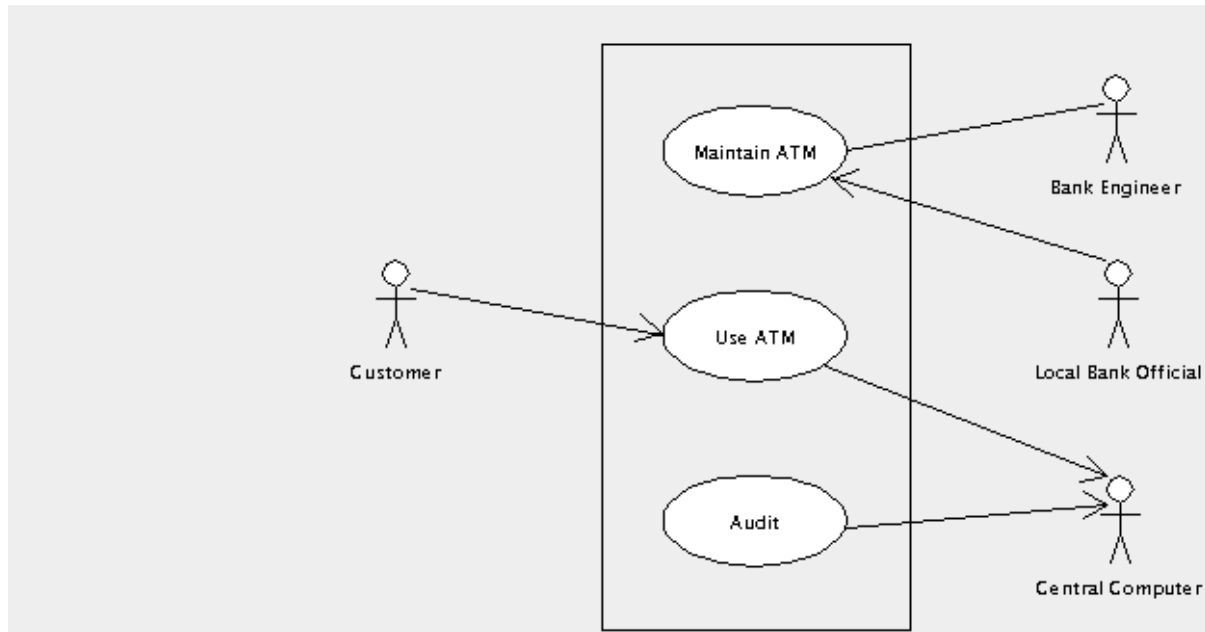 Maintain ATM
Bank Engineer
Use ATM
Customer
Local Bank Official
Audit
Central Computer